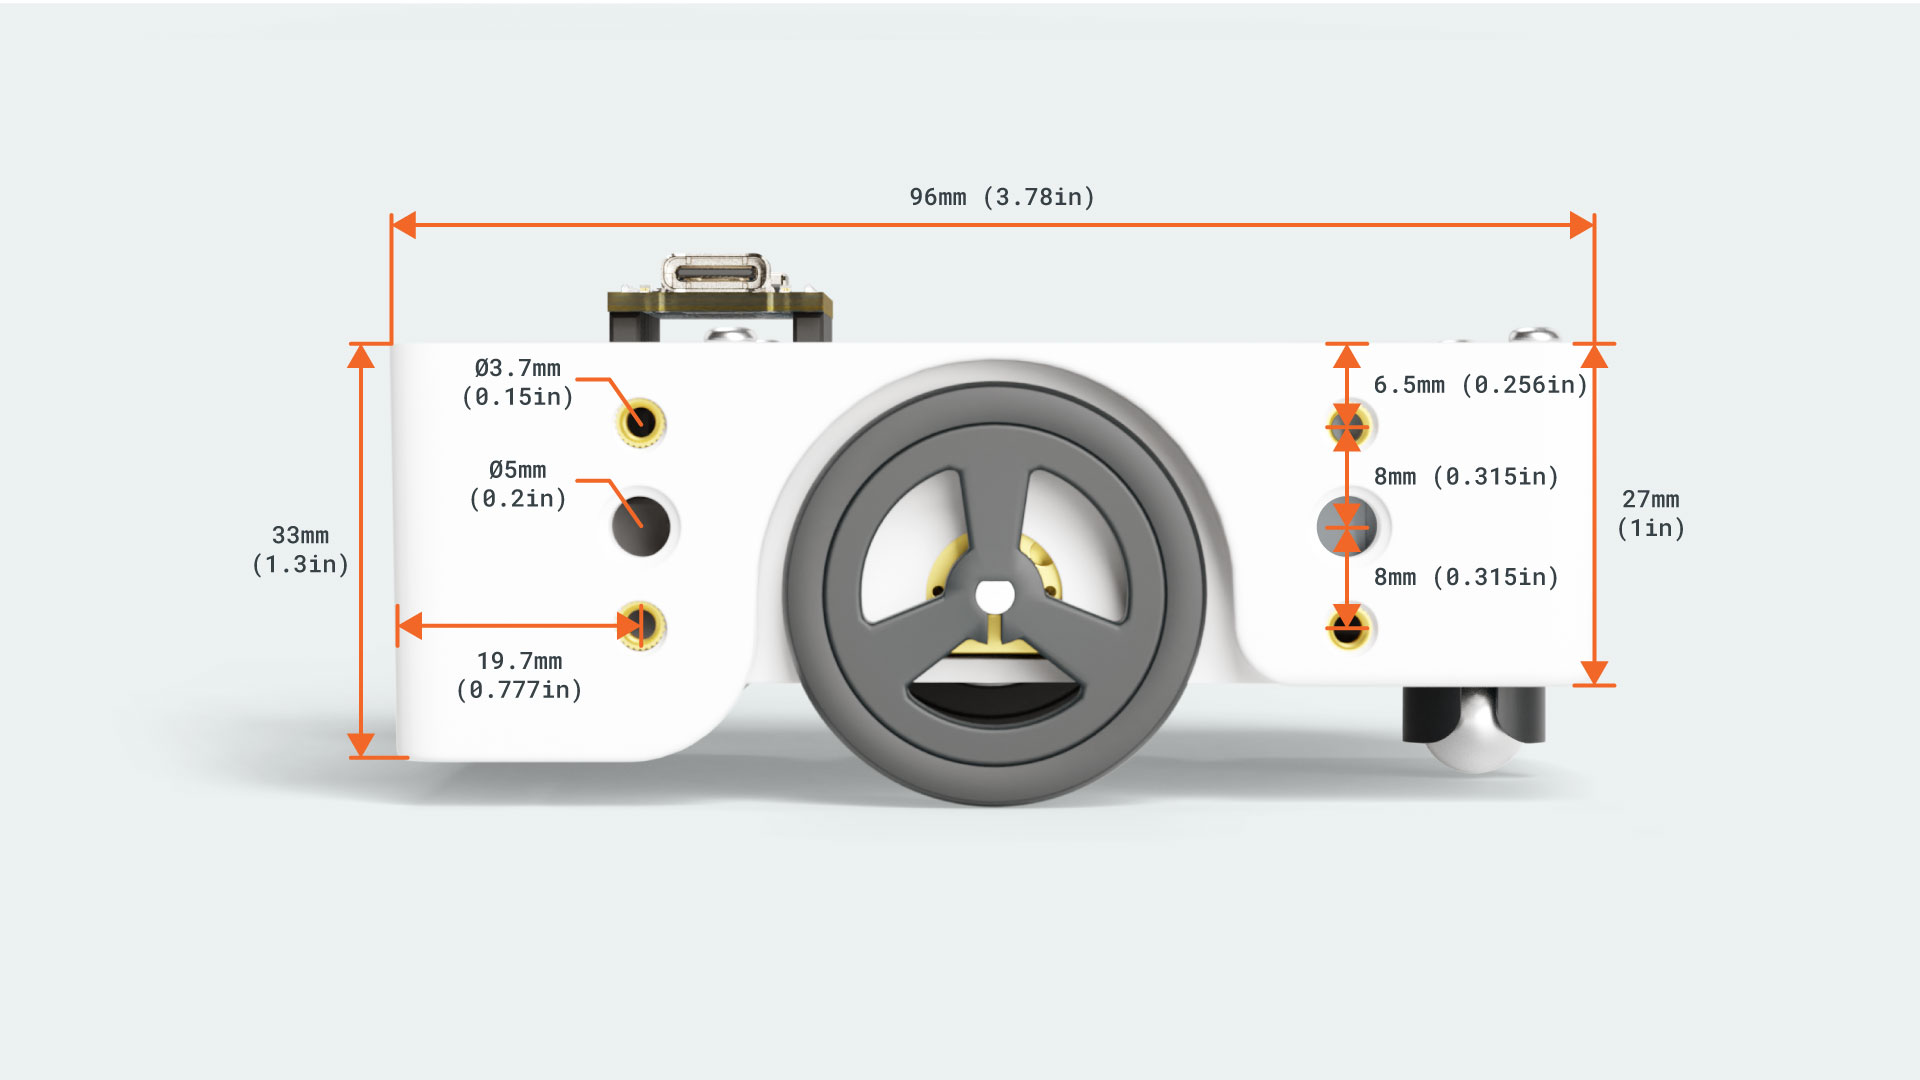 96mm (3.78in)
Ø3.7mm
(0.15in)
6.5mm (0.256in)
Ø5mm
(0.2in)
8mm (0.315in)
27mm
(1in)
33mm
(1.3in)
8mm (0.315in)
19.7mm
(0.777in)